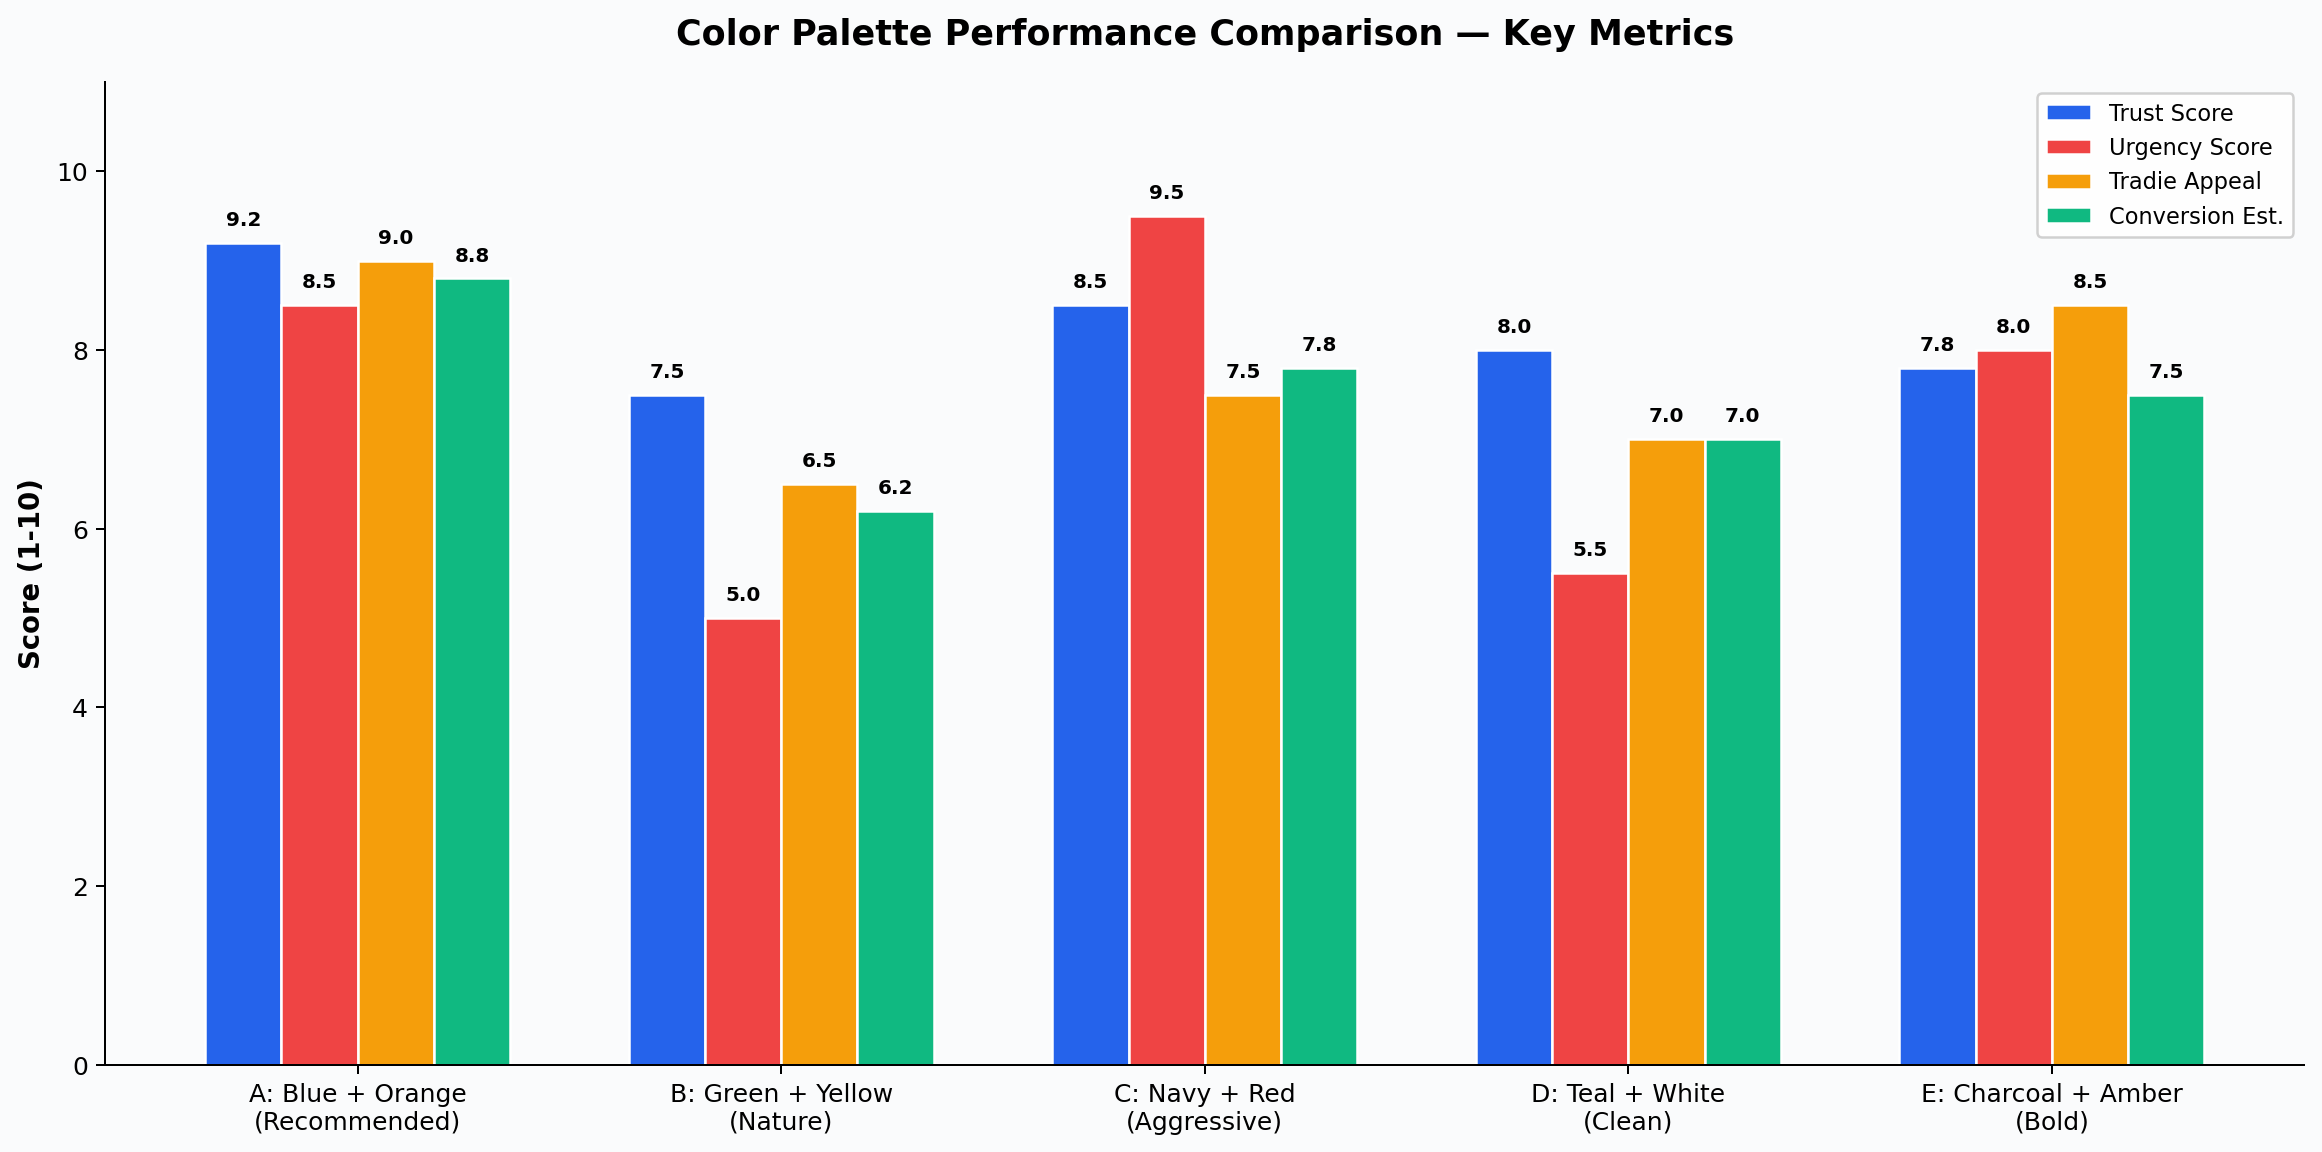 Color Palette Performance Comparison — Key Metrics
Trust Score
Urgency Score
Tradie Appeal
Conversion Est.
Score (1-10)
10
8
6
4
2
0
9.2
8.5
9.0
8.8
7.5
5.0
6.5
6.2
8.5
9.5
7.5
7.8
8.0
5.5
7.0
7.0
7.8
8.0
8.5
7.5
A: Blue + Orange
(Recommended)
B: Green + Yellow
(Nature)
C: Navy + Red
(Aggressive)
D: Teal + White
(Clean)
E: Charcoal + Amber
(Bold)